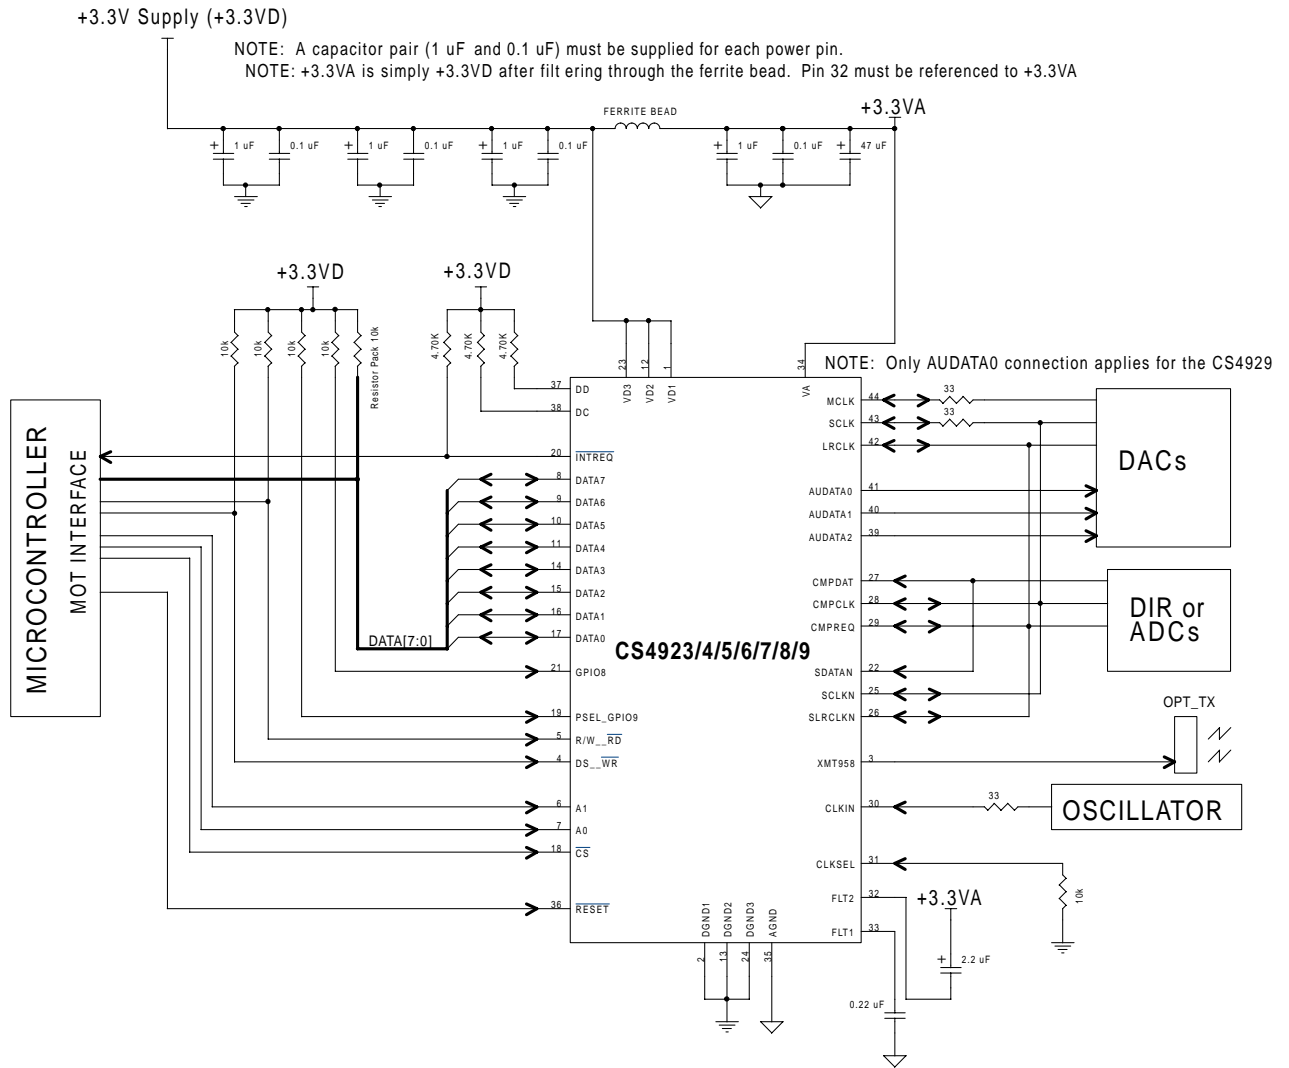 +3.3V Supply (+3.3VD)
NOTE: A capacitor pair (1 uF and 0.1 uF) must be supplied for each power pin.
NOTE: +3.3VA is simply +3.3VD after filt ering through the ferrite bead. Pin 32 must be referenced to +3.3VA
FERRITE BEAD
+3.3VA
+ 1 uF 0.1 uF + 1 uF 0.1 uF + 1 uF 0.1 uF + 1 uF 0.1 uF + 47 uF
+3.3VD
+3.3VD
10k
10k
10k
10k
Resistor Pack 10k
4.70K
4.70K
4.70K
23
12
1
34
VD3
VD2
VD1
VA
NOTE: Only AUDATA0 connection applies for the CS4929
MICROCONTROLLER
MOT INTERFACE
37 DD
38 DC
20 INTREQ
8 DATA7
9 DATA6
10 DATA5
11 DATA4
14 DATA3
15 DATA2
16 DATA1
17 DATA0
DATA[7:0]
21 GPIO8
19 PSEL_GPIO9
5 R/W__RD
4 DS__WR
6 A1
7 A0
18 CS
36 RESET
CS4923/4/5/6/7/8/9
MCLK 44 33
SCLK 43 33
LRCLK 42
AUDATA0 41
AUDATA1 40
AUDATA2 39
DACs
CMPDAT 27
CMPCLK 28
CMPREQ 29
DIR or
ADCs
SDATAN 22
SCLKN 25
SLRCLKN 26
OPT_TX
XMT958 3
CLKIN 30 33
OSCILLATOR
CLKSEL 31
10k
FLT2 32
+3.3VA
FLT1 33
+ 2.2 uF
0.22 uF
DGND1
DGND2
DGND3
AGND
2
13
24
35